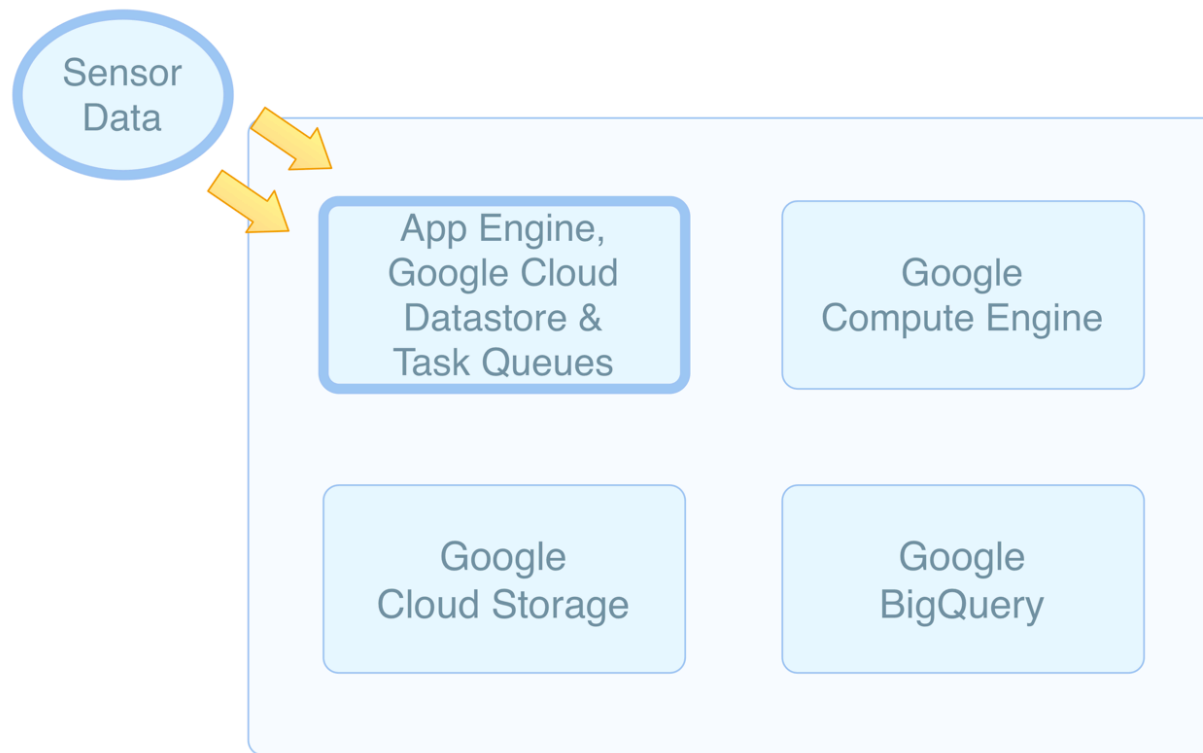 Sensor
Data
App Engine,
Google Cloud
Datastore &
Task Queues
Google
Compute Engine
Google
Cloud Storage
Google
BigQuery